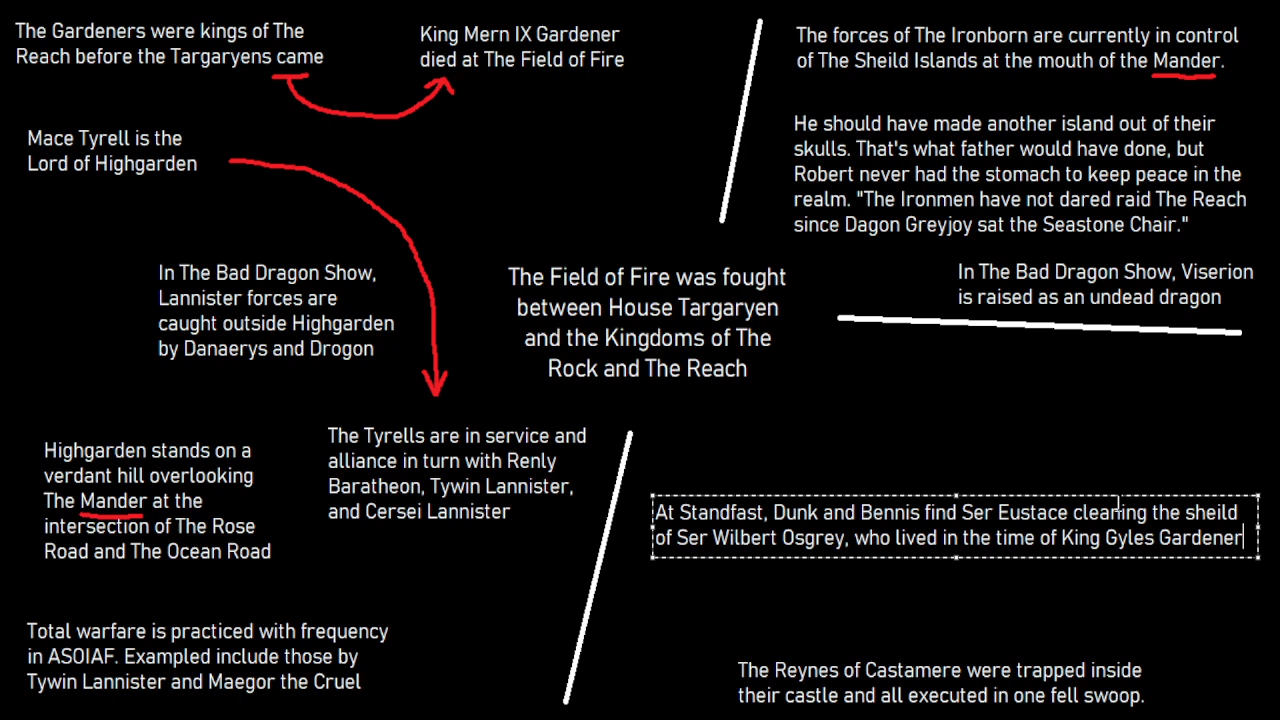 The Gardeners were kings of The
Reach before the Targaryens came
King Mern IX Gardener
died at The Field of Fire
The forces of The Ironborn are currently in control
of The Sheild Islands at the mouth of the Mander.
Mace Tyrell is the
Lord of Highgarden
He should have made another island out of their
skulls. That's what father would have done, but
Robert never had the stomach to keep peace in the
realm. "The Ironmen have not dared raid The Reach
since Dagon Greyjoy sat the Seastone Chair."
In The Bad Dragon Show,
Lannister forces are
caught outside Highgarden
by Danaerys and Drogon
The Field of Fire was fought
between House Targaryen
and the Kingdoms of The
Rock and The Reach
In The Bad Dragon Show, Viserion
is raised as an undead dragon
Highgarden stands on a
verdant hill overlooking
The Mander at the
intersection of The Rose
Road and The Ocean Road
The Tyrells are in service and
alliance in turn with Renly
Baratheon, Tywin Lannister,
and Cersei Lannister
At Standfast, Dunk and Bennis find Ser Eustace cleaning the sheild
of Ser Wilbert Osgrey, who lived in the time of King Gyles Gardener
Total warfare is practiced with frequency
in ASOIAF. Exampled include those by
Tywin Lannister and Maegor the Cruel
The Reynes of Castamere were trapped inside
their castle and all executed in one fell swoop.